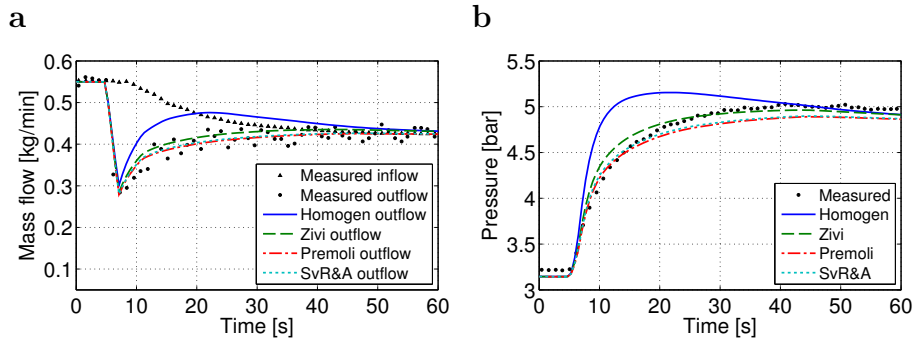 a
0.6
0.5
0.4
0.3
0.2
0.1
Mass flow [kg/min]
0
10
20
30
40
50
60
Time [s]
Measured inflow
Measured outflow
Homogen outflow
Zivi outflow
Premoli outflow
SvR&A outflow
b
5.5
5
4.5
4
3.5
3
Pressure [bar]
0
10
20
30
40
50
60
Time [s]
Measured
Homogen
Zivi
Premoli
SvR&A